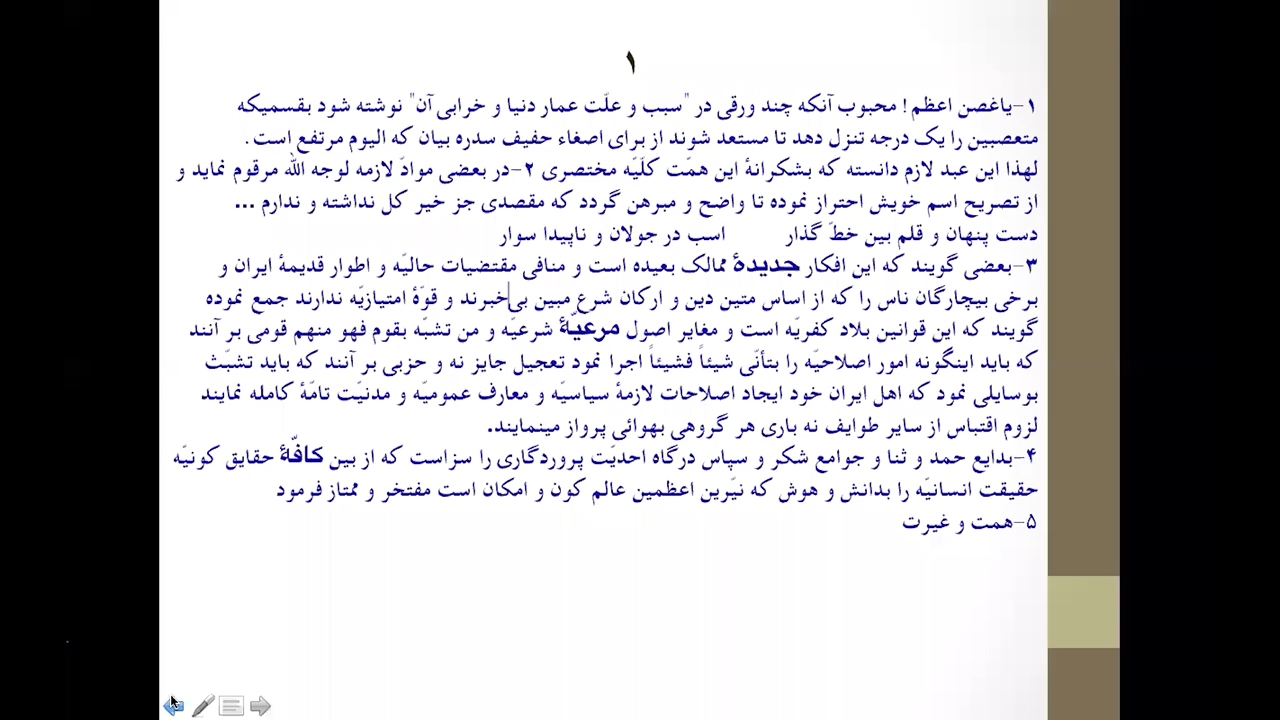 ۱
۱-یاغصن اعظم! محبوب آنکه چند ورقی در "سبب و علّت عمار دنیا و خرابی آن" نوشته شود بقسمیکه
متعصبین را یک درجه تنزل دهد تا مستعد شوند از برای اصغاء حفیف سدره بیان که الیوم مرتفع است.
لهذا این عبد لازم دانسته که بشکرانهٔ این همّت کلّیّه مختصری ۲-در بعضی موادّ لازمه لوجه الله مرقوم نماید و
از تصریح اسم خویش احتراز نموده تا واضح و مبرهن گردد که مقصدی جز خیر کل نداشته و ندارم ...
دست پنهان و قلم بین خطّ گذار اسب در جولان و ناپیدا سوار
۳-بعضی گویند که این افکار جدیدهٔ ممالک بعیده است و منافی مقتضیات حالیّه و اطوار قدیمهٔ ایران و
برخی بیچارگان ناس را که از اساس متین دین و ارکان شرع مبین بی‌خبرند و قوّهٔ امتیازیّه ندارند جمع نموده
گویند که این قوانین بلاد کفریّه است و مغایر اصول مرعیّهٔ شرعیّه و من تشبّه بقوم فهو منهم قومی بر آنند
که باید اینگونه امور اصلاحیّه را بتأنّی شیئاً فشیئاً اجرا نمود تعجیل جایز نه و حزبی بر آنند که باید تشبّث
بوسایلی نمود که اهل ایران خود ایجاد اصلاحات لازمهٔ سیاسیّه و معارف عمومیّه و مدنیّت تامّهٔ کامله نمایند
لزوم اقتباس از سایر طوایف نه باری هر گروهی بهوائی پرواز مینمایند.
۴-بدایع حمد و ثنا و جوامع شکر و سپاس درگاه احدیّت پروردگاری را سزاست که از بین کافّهٔ حقایق کونیّه
حقیقت انسانیّه را بدانش و هوش که نیّرین اعظمین عالم کون و امکان است مفتخر و ممتاز فرمود
۵-همت و غیرت